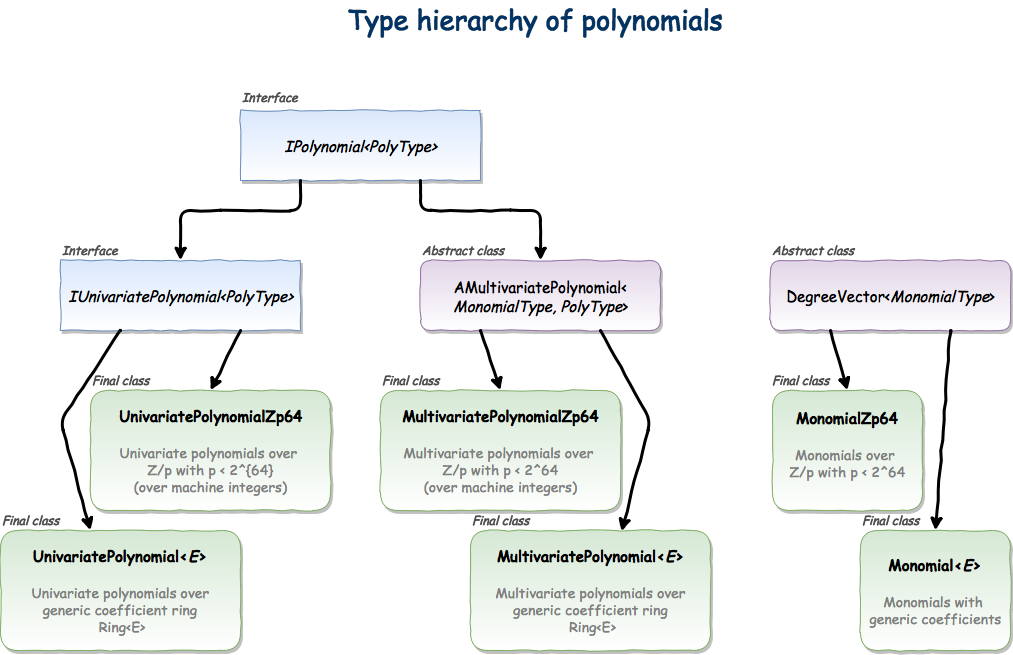 Type hierarchy of polynomials
Interface
IPolynomial<PolyType>
Interface
IUnivariatePolynomial<PolyType>
Abstract class
AMultivariatePolynomial<
MonomialType, PolyType>
Abstract class
DegreeVector<MonomialType>
Final class
UnivariatePolynomialZp64
Univariate polynomials over
Z/p with p < 2^{64}
(over machine integers)
Final class
MultivariatePolynomialZp64
Multivariate polynomials over
Z/p with p < 2^64
(over machine integers)
Final class
MonomialZp64
Monomials over
Z/p with p < 2^64
Final class
UnivariatePolynomial<E>
Univariate polynomials over
generic coefficient ring
Ring<E>
Final class
MultivariatePolynomial<E>
Multivariate polynomials over
generic coefficient ring
Ring<E>
Final class
Monomial<E>
Monomials with
generic coefficients